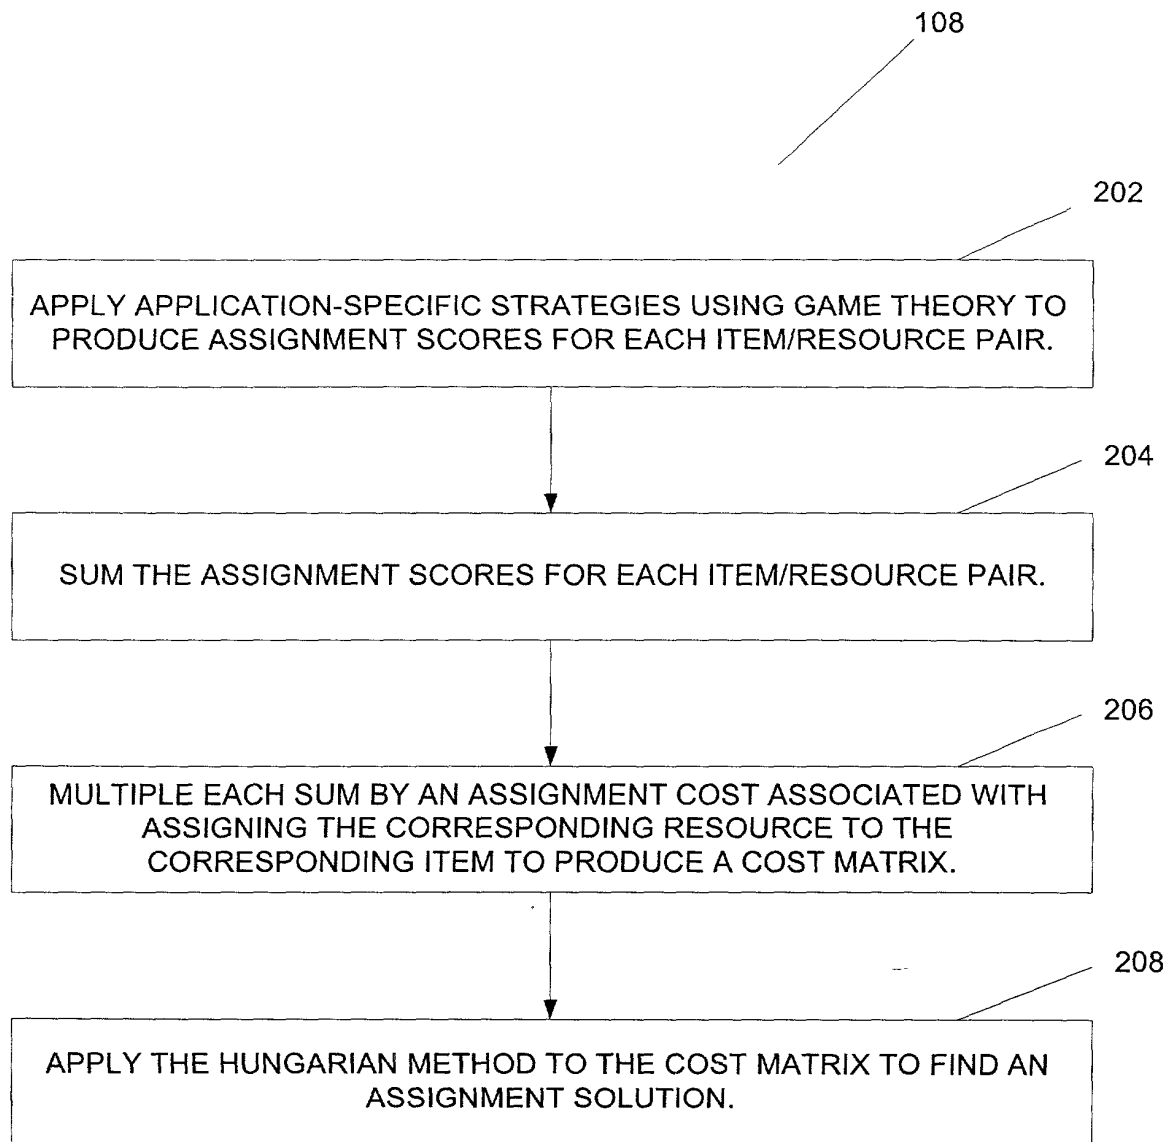 108
202
APPLY APPLICATION-SPECIFIC STRATEGIES USING GAME THEORY TO
PRODUCE ASSIGNMENT SCORES FOR EACH ITEM/RESOURCE PAIR.
204
SUM THE ASSIGNMENT SCORES FOR EACH ITEM/RESOURCE PAIR.
206
MULTIPLE EACH SUM BY AN ASSIGNMENT COST ASSOCIATED WITH
ASSIGNING THE CORRESPONDING RESOURCE TO THE
CORRESPONDING ITEM TO PRODUCE A COST MATRIX.
208
APPLY THE HUNGARIAN METHOD TO THE COST MATRIX TO FIND AN
ASSIGNMENT SOLUTION.